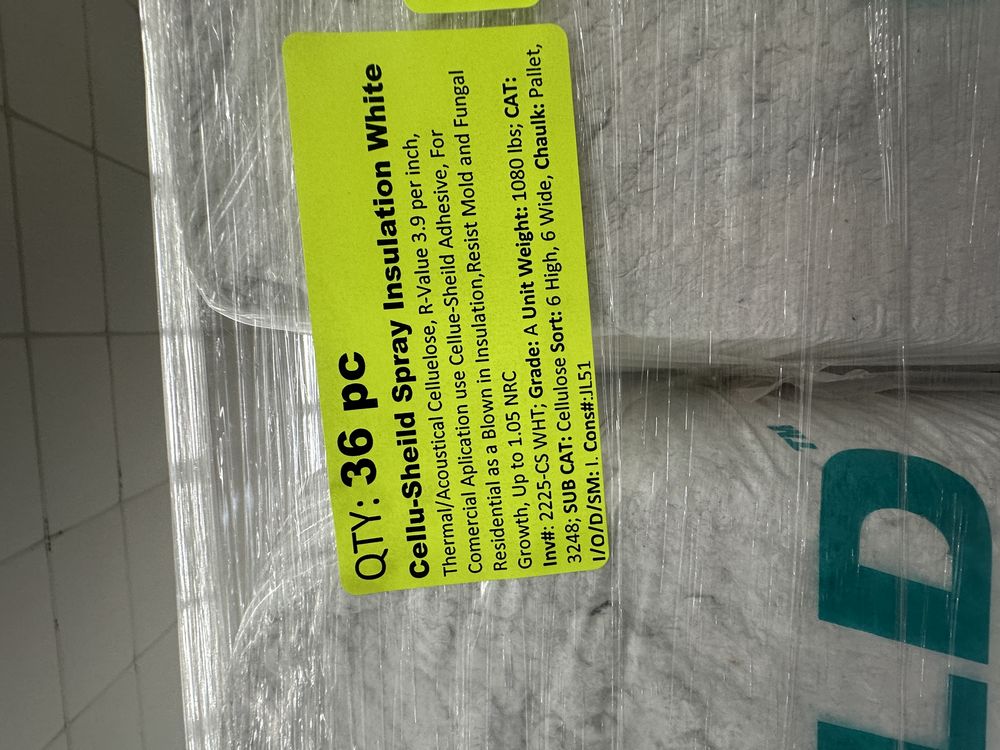 QTY: 36 pc
Cellu-Sheild Spray Insulation White
Thermal/Acoustical Celluelose, R-Value 3.9 per inch,
Comercial Aplication use Cellue-Sheild Adhesive, For
Residential as a Blown in Insulation,Resist Mold and Fungal
Growth, Up to 1.05 NRC
Inv#: 2225-CS WHT; Grade: A Unit Weight: 1080 lbs; CAT:
3248; SUB CAT: Cellulose Sort: 6 High, 6 Wide, Chaulk: Pallet,
I/O/D/SM: I. Cons#:JL51
LD